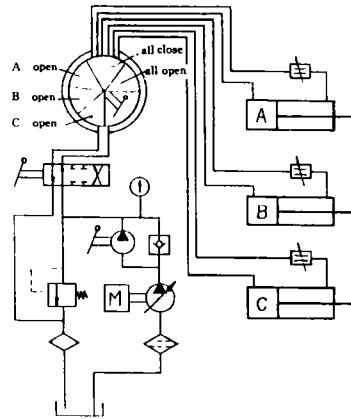 all close
A open
all open
B open
C open
A
B
M
C